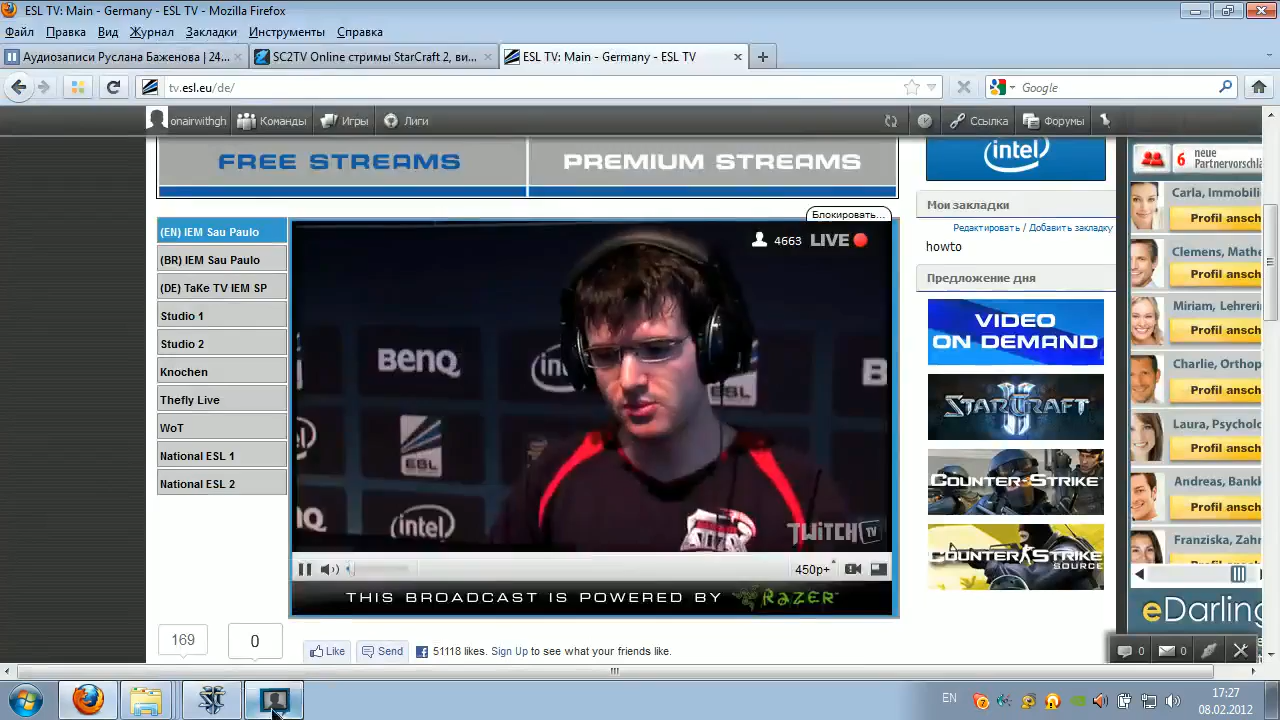 ESL TV: Main - Germany - ESL TV - Mozilla Firefox
Файл Правка Вид Журнал Закладки Инструменты Справка
Аудиозаписи Руслана Баженова | 24...
SC2TV Online стримы StarCraft 2, ви...
ESL TV: Main - Germany - ESL TV
tv.esl.eu/de/
Google
onairwithgh Команды Игры Лиги Ссылка Форумы
FREE STREAMS
PREMIUM STREAMS
intel
6 neue
Partnervorschlä
(EN) IEM Sau Paulo
(BR) IEM Sau Paulo
(DE) TaKe TV IEM SP
Studio 1
Studio 2
Knochen
Thefly Live
WoT
National ESL 1
National ESL 2
Блокировать...
4663 LIVE
BenQ
ESL
intel
TWITCH TV
450p+
THIS BROADCAST IS POWERED BY RAZER
Мои закладки
Редактировать / Добавить закладку
howto
Предложение дня
VIDEO
ON DEMAND
STARCRAFT II
COUNTER-STRIKE
COUNTER-STRIKE
SOURCE
Carla, Immobili
Profil ansch
Clemens, Mathe
Profil ansch
Miriam, Lehreri
Profil ansch
Charlie, Orthop
Profil ansch
Laura, Psycholo
Profil ansch
Andreas, Bankk
Profil ansch
Franziska, Zahr
eDarling
169
0
Like
Send
51118 likes. Sign Up to see what your friends like.
0
0
EN
17:27
08.02.2012